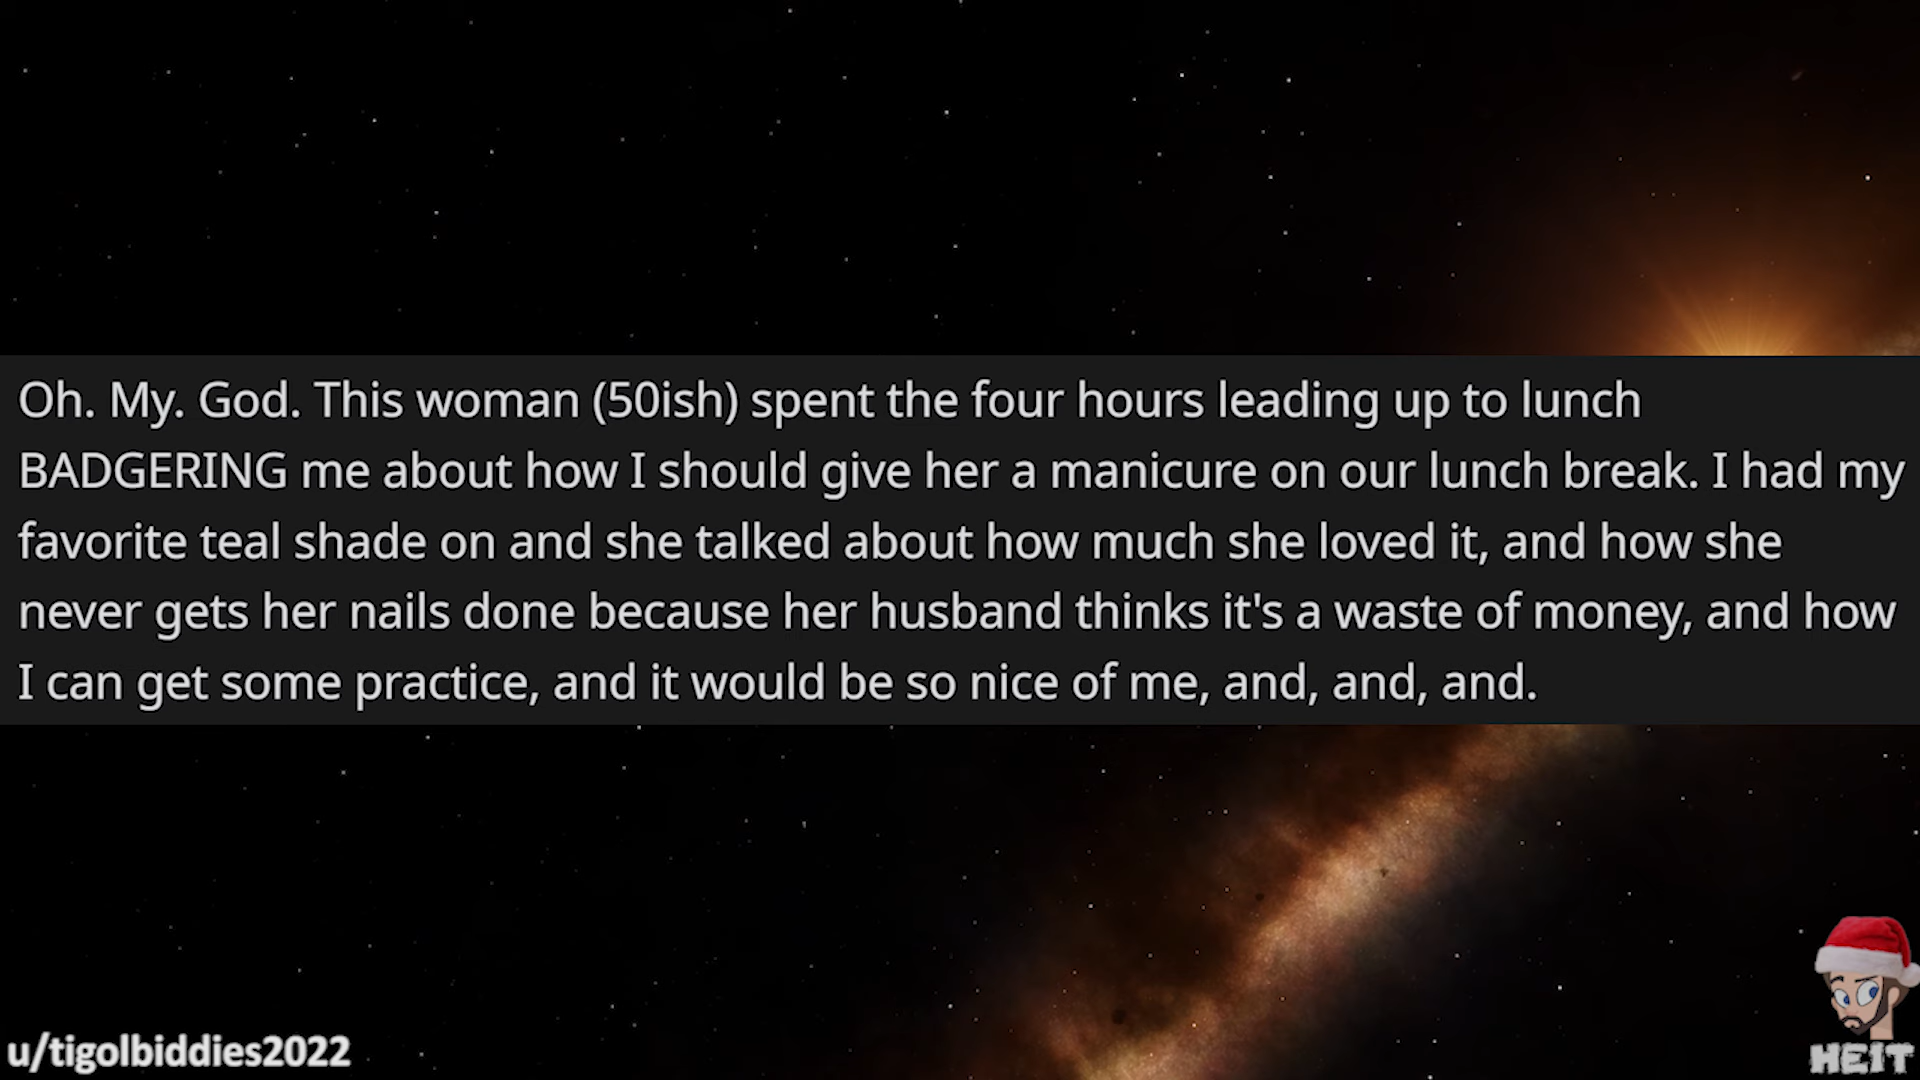 Oh. My. God. This woman (50ish) spent the four hours leading up to lunch
BADGERING me about how I should give her a manicure on our lunch break. I had my
favorite teal shade on and she talked about how much she loved it, and how she
never gets her nails done because her husband thinks it's a waste of money, and how
I can get some practice, and it would be so nice of me, and, and, and.
u/tigolbiddies2022
HEIT